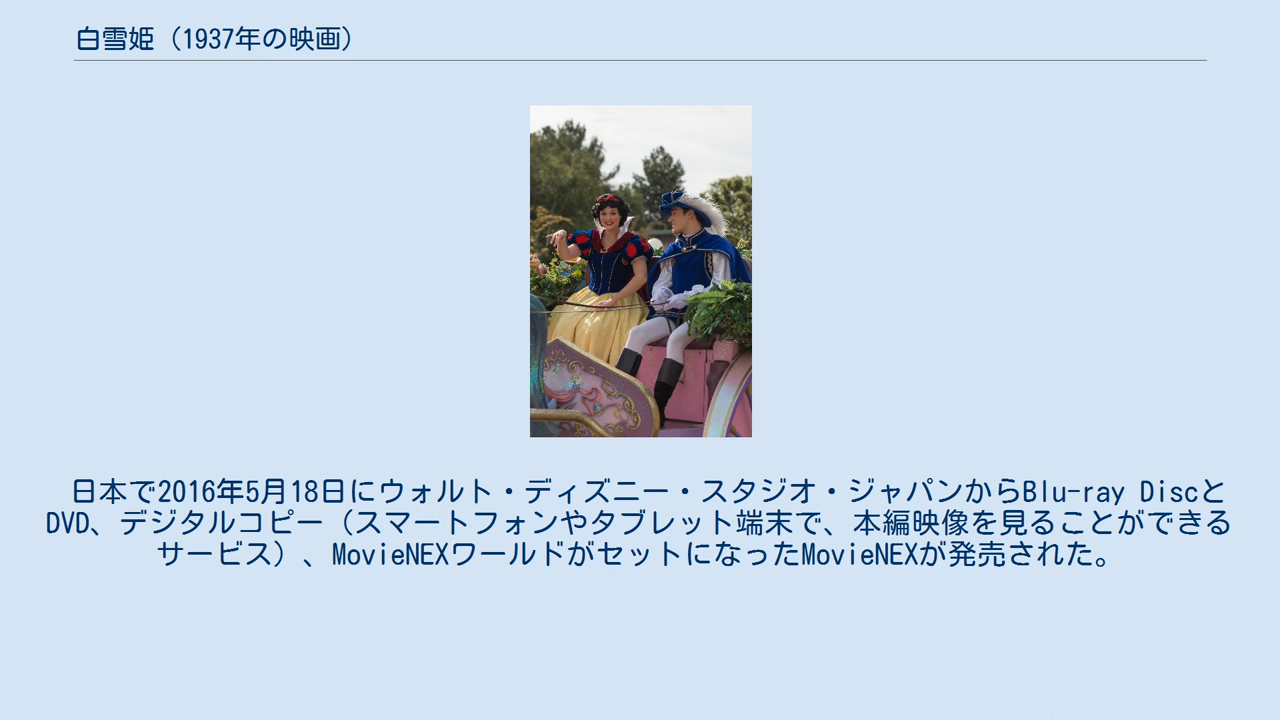 白雪姫（1937年の映画）
日本で2016年5月18日にウォルト・ディズニー・スタジオ・ジャパンからBlu-ray Discと
DVD、デジタルコピー（スマートフォンやタブレット端末で、本編映像を見ることができる
サービス）、MovieNEXワールドがセットになったMovieNEXが発売された。